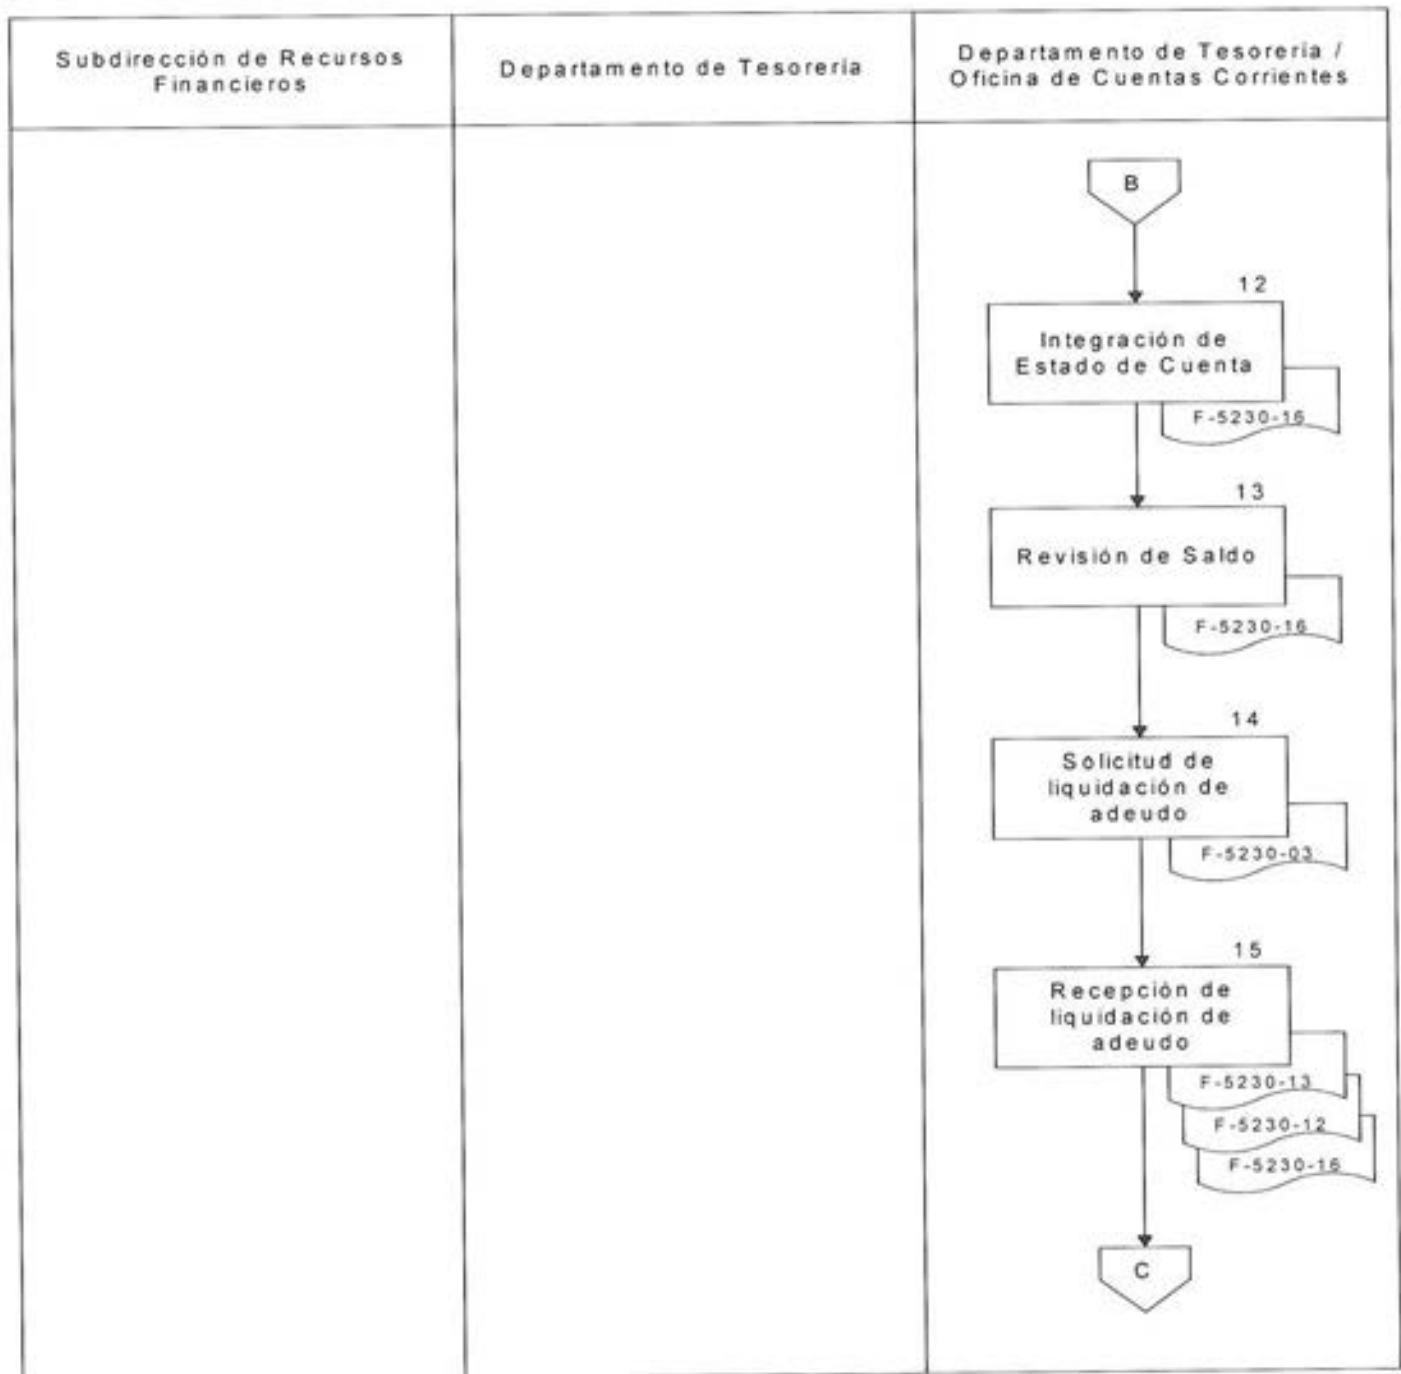 Subdirección de Recursos
Financieros
Departamento de Tesorería
Departamento de Tesorería /
Oficina de Cuentas Corrientes
B
12
Integración de
Estado de Cuenta
F-5230-16
13
Revisión de Saldo
F-5230-16
14
Solicitud de
liquidación de
adeudo
F-5230-03
15
Recepción de
liquidación de
adeudo
F-5230-13
F-5230-12
F-5230-16
C